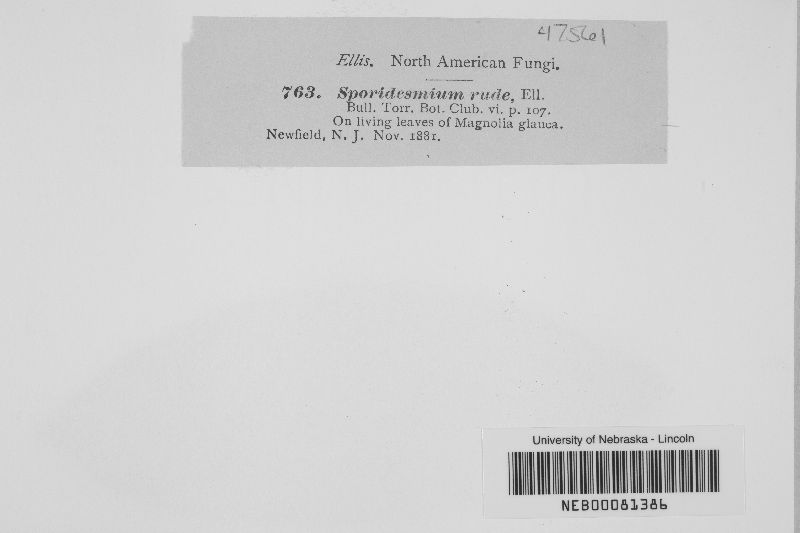 47561
Ellis. North American Fungi.
763. Sporidesmium rude, Ell.
Bull. Torr. Bot. Club. vi. p. 107.
On living leaves of Magnolia glauca.
Newfield, N. J. Nov. 1881.
University of Nebraska - Lincoln
NEB00081386